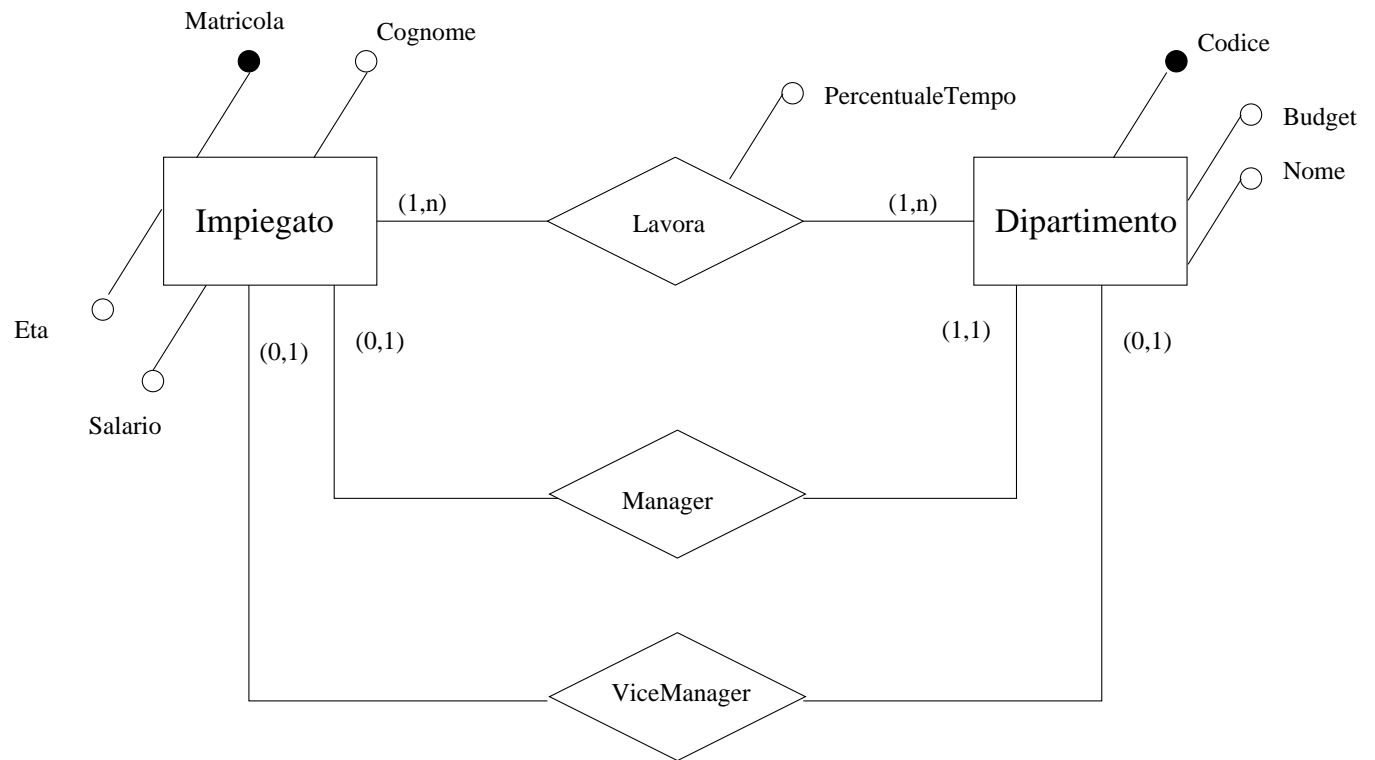 Matricola
Cognome
Codice
PercentualeTempo
Budget
Nome
Impiegato
(1,n)
Lavora
(1,n)
Dipartimento
Eta
(0,1)
(0,1)
(1,1)
(0,1)
Salario
Manager
ViceManager